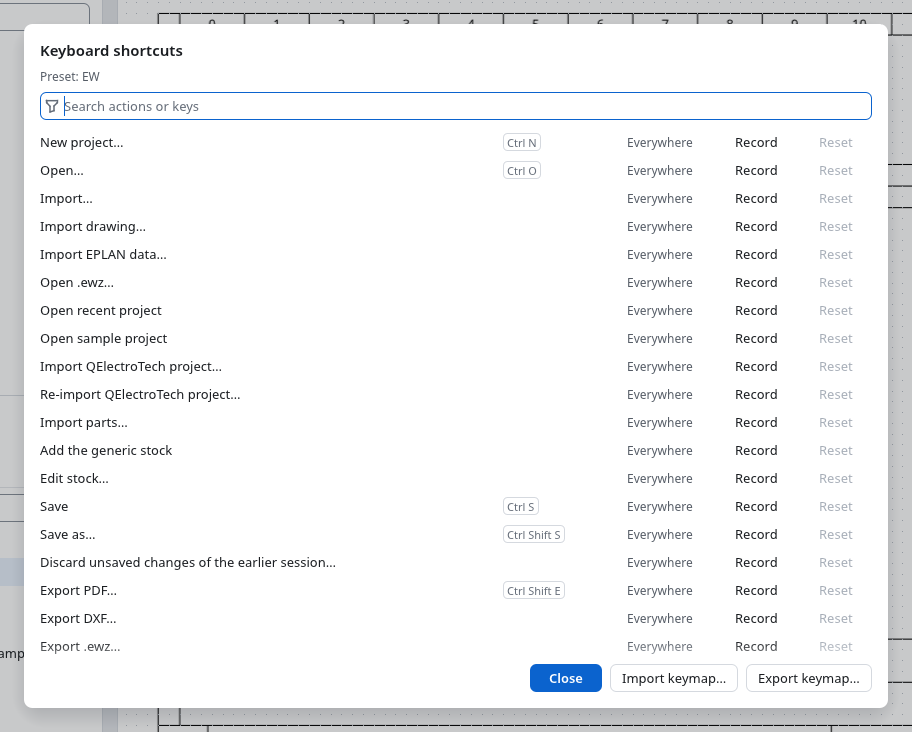 0 1 2 3 4 5 6 7 8 9 10
Keyboard shortcuts
Preset: EW
Search actions or keys
New project... Ctrl N Everywhere Record Reset
Open... Ctrl O Everywhere Record Reset
Import... Everywhere Record Reset
Import drawing... Everywhere Record Reset
Import EPLAN data... Everywhere Record Reset
Open .ewz... Everywhere Record Reset
Open recent project Everywhere Record Reset
Open sample project Everywhere Record Reset
Import QElectroTech project... Everywhere Record Reset
Re-import QElectroTech project... Everywhere Record Reset
Import parts... Everywhere Record Reset
Add the generic stock Everywhere Record Reset
Edit stock... Everywhere Record Reset
Save Ctrl S Everywhere Record Reset
Save as... Ctrl Shift S Everywhere Record Reset
Discard unsaved changes of the earlier session... Everywhere Record Reset
Export PDF... Ctrl Shift E Everywhere Record Reset
Export DXF... Everywhere Record Reset
Export .ewz... Everywhere Record Reset
amp
Close Import keymap... Export keymap...